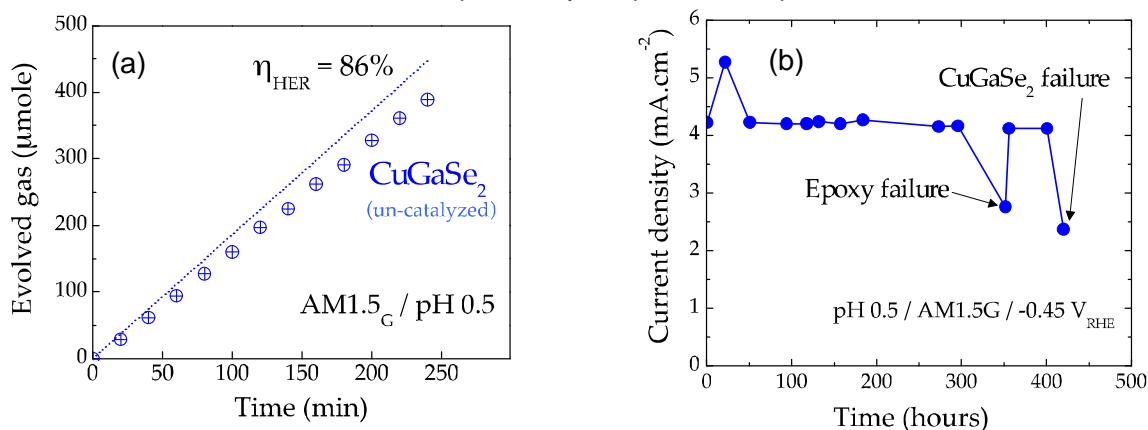 (a)
η_HER = 86%
CuGaSe₂
(un-catalyzed)
AM1.5_G / pH 0.5
Evolved gas (μmole)
500
400
300
200
100
0
0 50 100 150 200 250
Time (min)
(b)
CuGaSe₂ failure
Epoxy failure
pH 0.5 / AM1.5G / -0.45 V_RHE
Current density (mA.cm⁻²)
6
5
4
3
2
1
0
0 100 200 300 400 500
Time (hours)